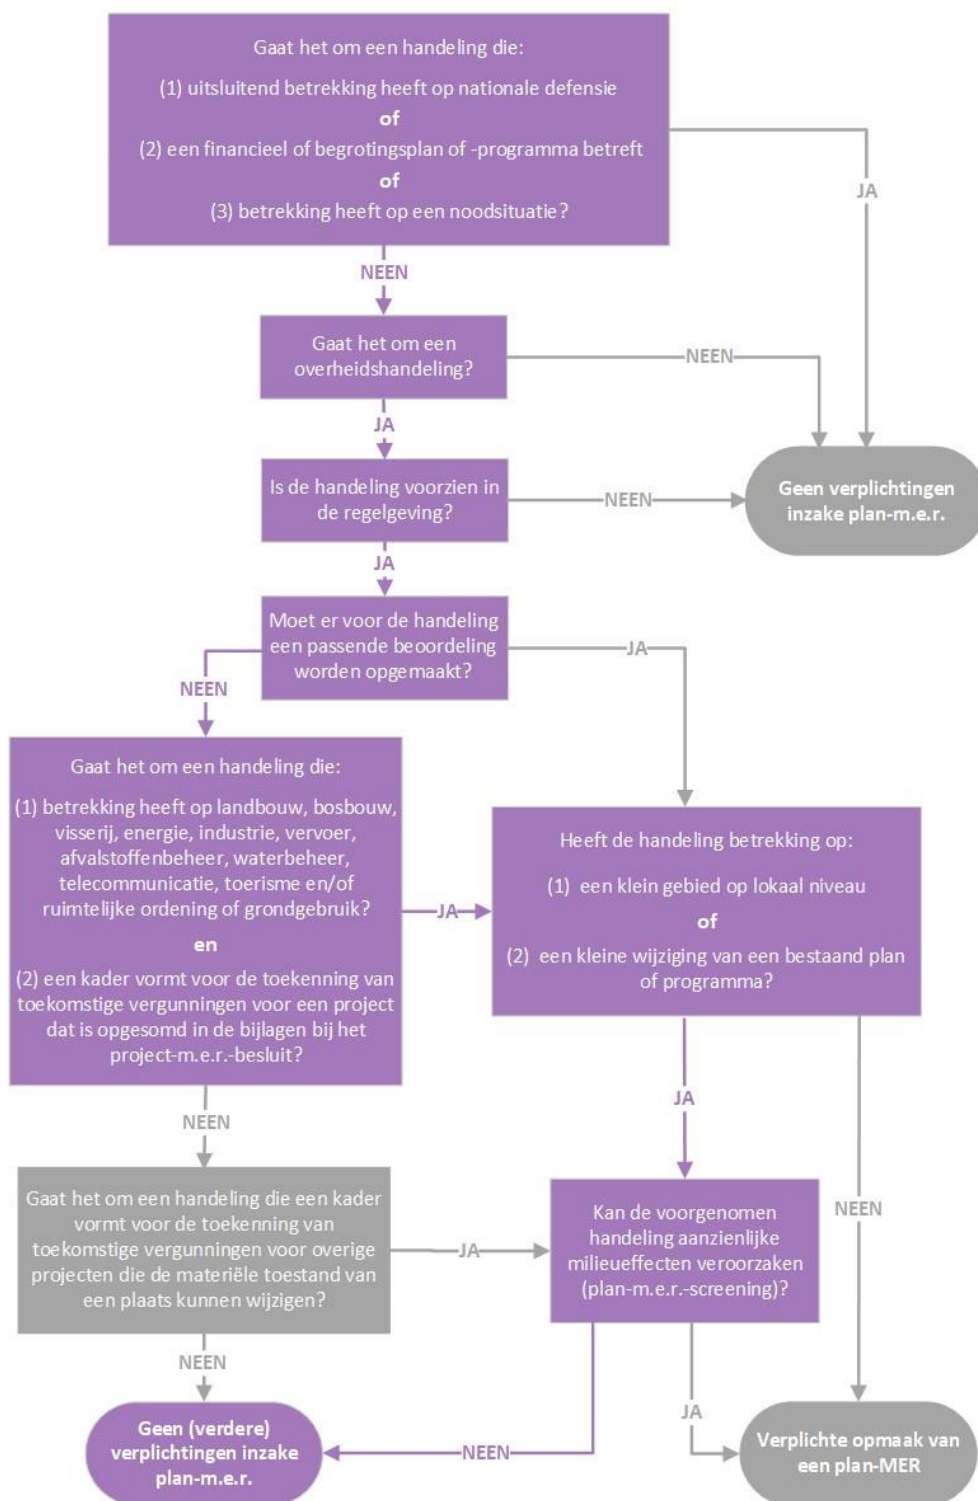 Gaat het om een handeling die:
(1) uitsluitend betrekking heeft op nationale defensie
of
(2) een financieel of begrotingsplan of -programma betreft
of
(3) betrekking heeft op een noodsituatie?
JA
NEEN
Gaat het om een
overheidshandeling?
NEEN
JA
Is de handeling voorzien in
de regelgeving?
NEEN
Geen verplichtingen
inzake plan-m.e.r.
JA
Moet er voor de handeling
een passende beoordeling
worden opgemaakt?
JA
NEEN
Gaat het om een handeling die:
(1) betrekking heeft op landbouw, bosbouw,
visserij, energie, industrie, vervoer,
afvalstoffenbeheer, waterbeheer,
telecommunicatie, toerisme en/of
ruimtelijke ordening of grondgebruik?
en
(2) een kader vormt voor de toekenning van
toekomstige vergunningen voor een project
dat is opgesomd in de bijlagen bij het
project-m.e.r.-besluit?
JA
Heeft de handeling betrekking op:
(1) een klein gebied op lokaal niveau
of
(2) een kleine wijziging van een bestaand plan
of programma?
NEEN
JA
NEEN
Gaat het om een handeling die een kader
vormt voor de toekenning van
toekomstige vergunningen voor overige
projecten die de materiële toestand van
een plaats kunnen wijzigen?
JA
Kan de voorgenomen
handeling aanzienlijke
milieueffecten veroorzaken
(plan-m.e.r.-screening)?
NEEN
NEEN
JA
Geen (verdere)
verplichtingen inzake
plan-m.e.r.
Verplichte opmaak van
een plan-MER